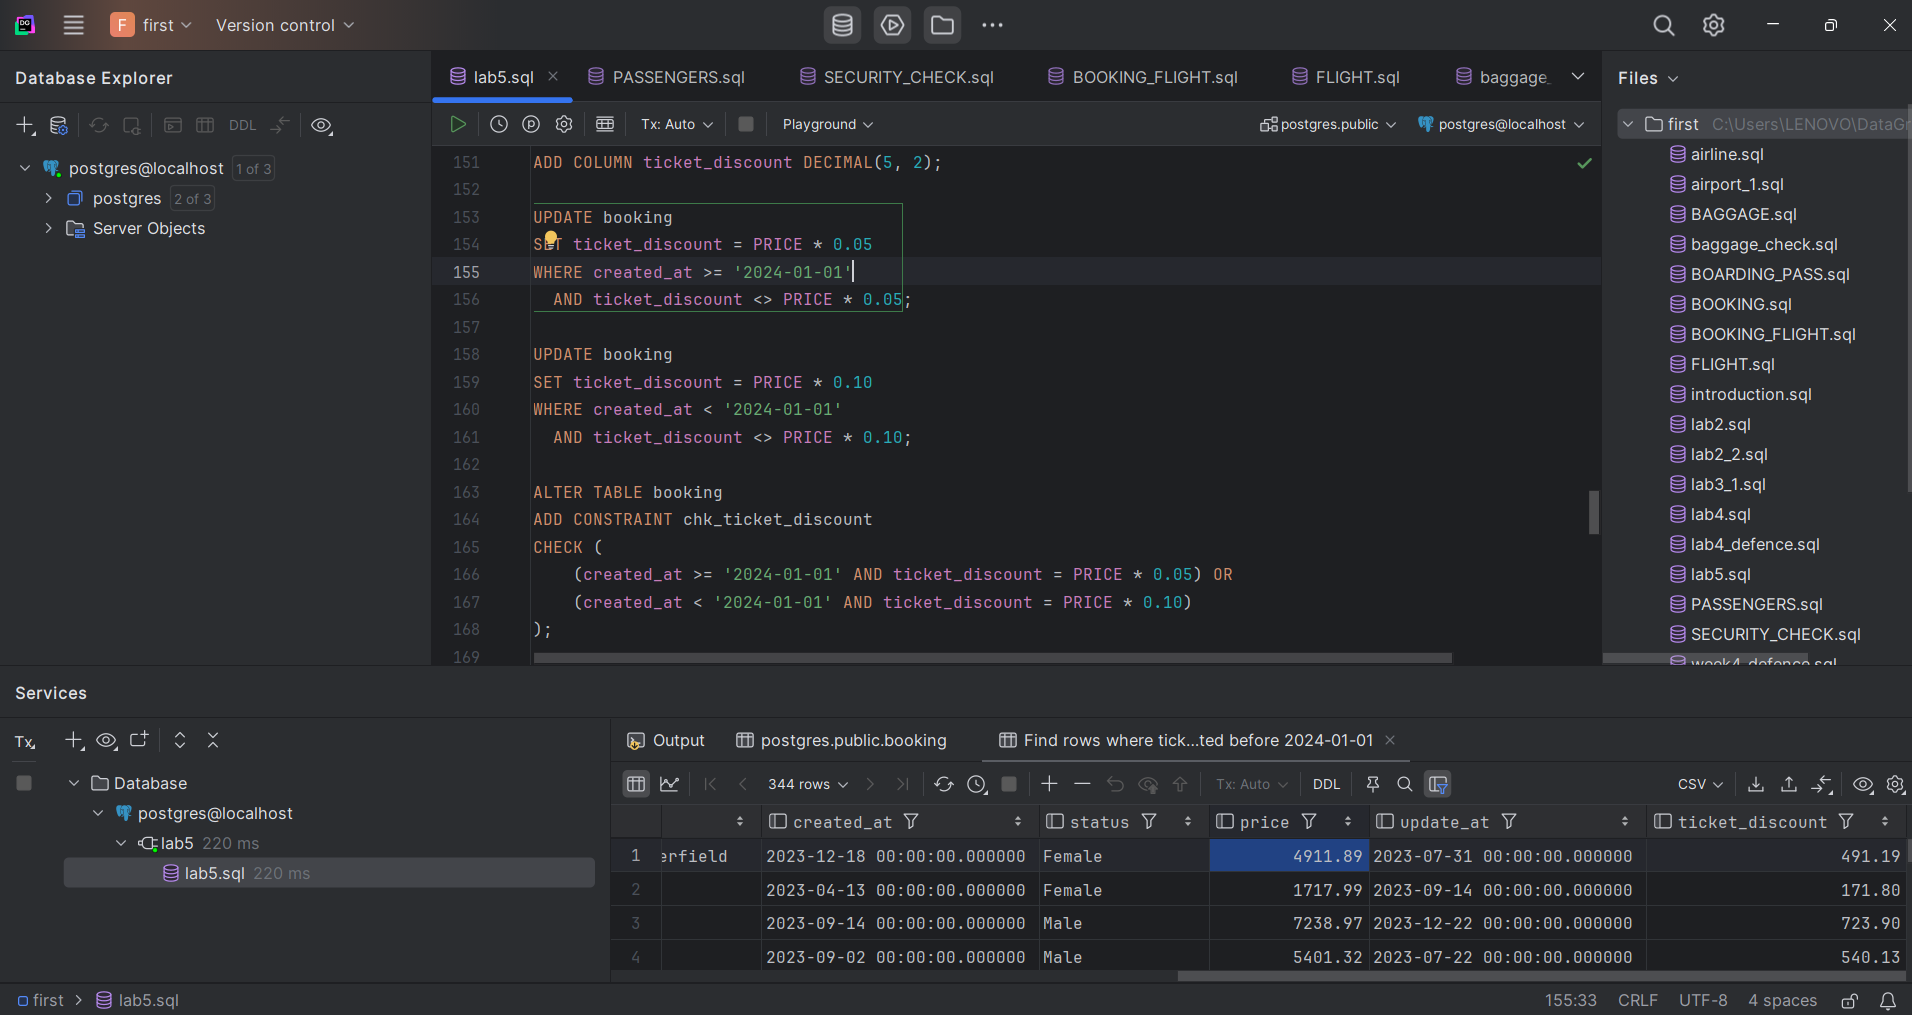 F first Version control
Database Explorer
DDL
postgres@localhost 1 of 3
postgres 2 of 3
Server Objects
lab5.sql PASSENGERS.sql SECURITY_CHECK.sql BOOKING_FLIGHT.sql FLIGHT.sql baggage_
Tx: Auto Playground postgres.public postgres@localhost
151 ADD COLUMN ticket_discount DECIMAL(5, 2);
152
153 UPDATE booking
154 SET ticket_discount = PRICE * 0.05
155 WHERE created_at >= '2024-01-01'
156 AND ticket_discount <> PRICE * 0.05;
157
158 UPDATE booking
159 SET ticket_discount = PRICE * 0.10
160 WHERE created_at < '2024-01-01'
161 AND ticket_discount <> PRICE * 0.10;
162
163 ALTER TABLE booking
164 ADD CONSTRAINT chk_ticket_discount
165 CHECK (
166 (created_at >= '2024-01-01' AND ticket_discount = PRICE * 0.05) OR
167 (created_at < '2024-01-01' AND ticket_discount = PRICE * 0.10)
168 );
169
Files
first C:\Users\LENOVO\DataGr
airline.sql
airport_1.sql
BAGGAGE.sql
baggage_check.sql
BOARDING_PASS.sql
BOOKING.sql
BOOKING_FLIGHT.sql
FLIGHT.sql
introduction.sql
lab2.sql
lab2_2.sql
lab3_1.sql
lab4.sql
lab4_defence.sql
lab5.sql
PASSENGERS.sql
SECURITY_CHECK.sql
week4_defence.sql
Services
Tx
Database
postgres@localhost
lab5 220 ms
lab5.sql 220 ms
Output postgres.public.booking Find rows where tick...ted before 2024-01-01
344 rows Tx: Auto DDL CSV
created_at status price update_at ticket_discount
1 erfield 2023-12-18 00:00:00.000000 Female 4911.89 2023-07-31 00:00:00.000000 491.19
2 2023-04-13 00:00:00.000000 Female 1717.99 2023-09-14 00:00:00.000000 171.80
3 2023-09-14 00:00:00.000000 Male 7238.97 2023-12-22 00:00:00.000000 723.90
4 2023-09-02 00:00:00.000000 Male 5401.32 2023-07-22 00:00:00.000000 540.13
first > lab5.sql 155:33 CRLF UTF-8 4 spaces